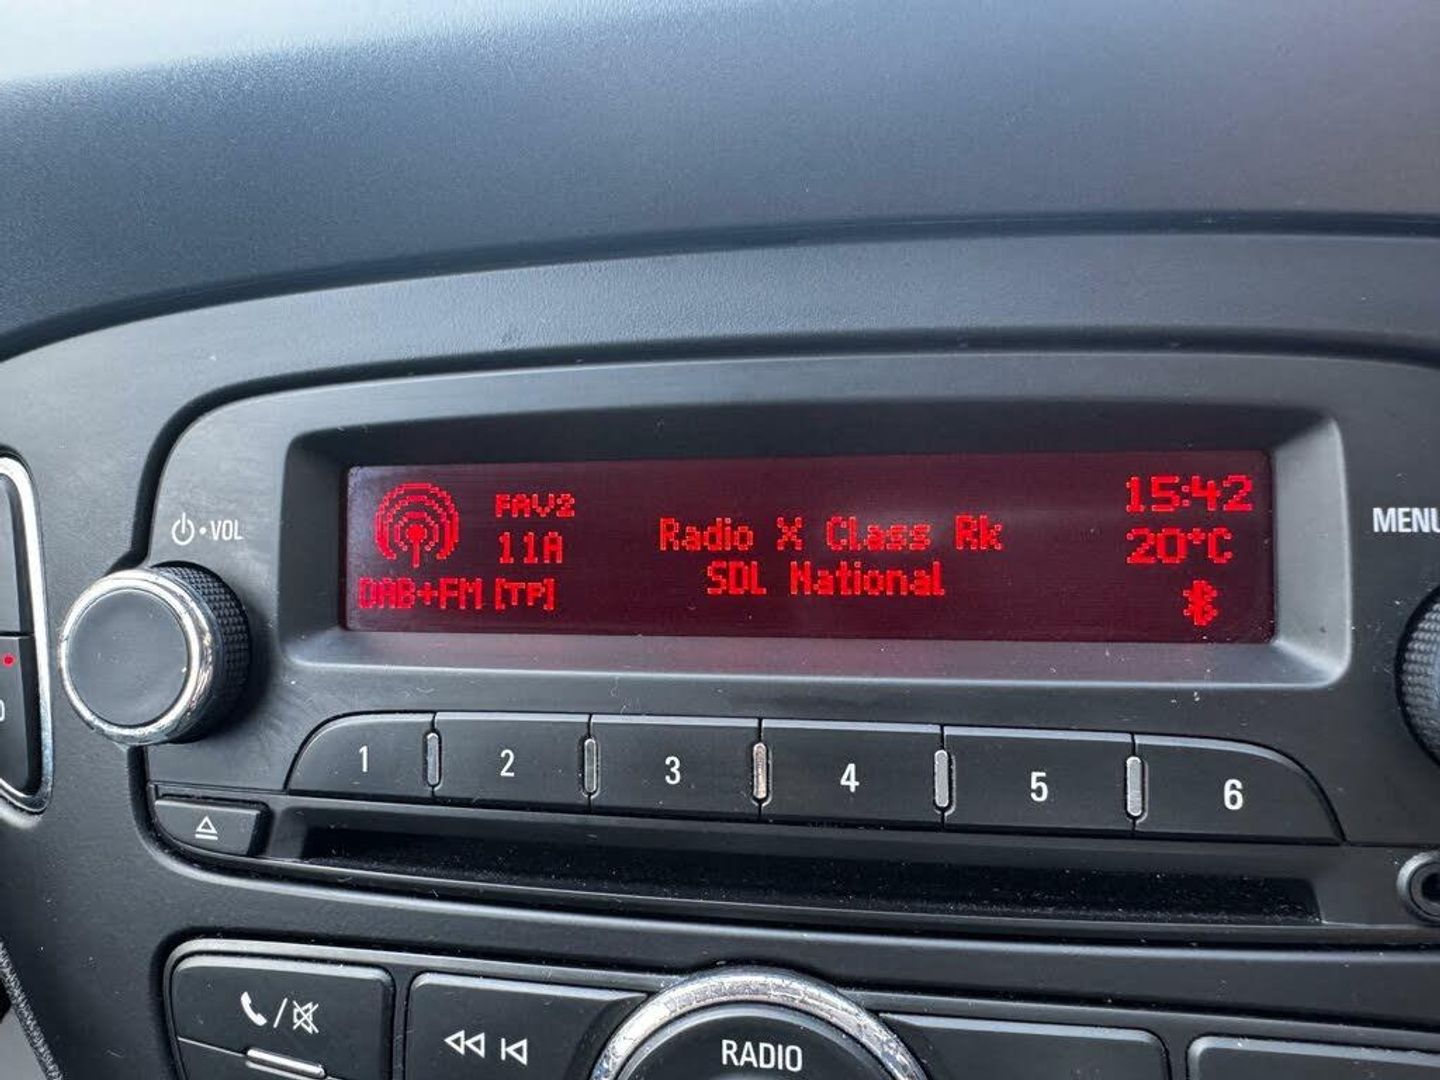 FAV2
11A
DAB+FM [TP]
Radio X Class Rk
SDL National
15:42
20°C
VOL
MENU
1 2 3 4 5 6
RADIO